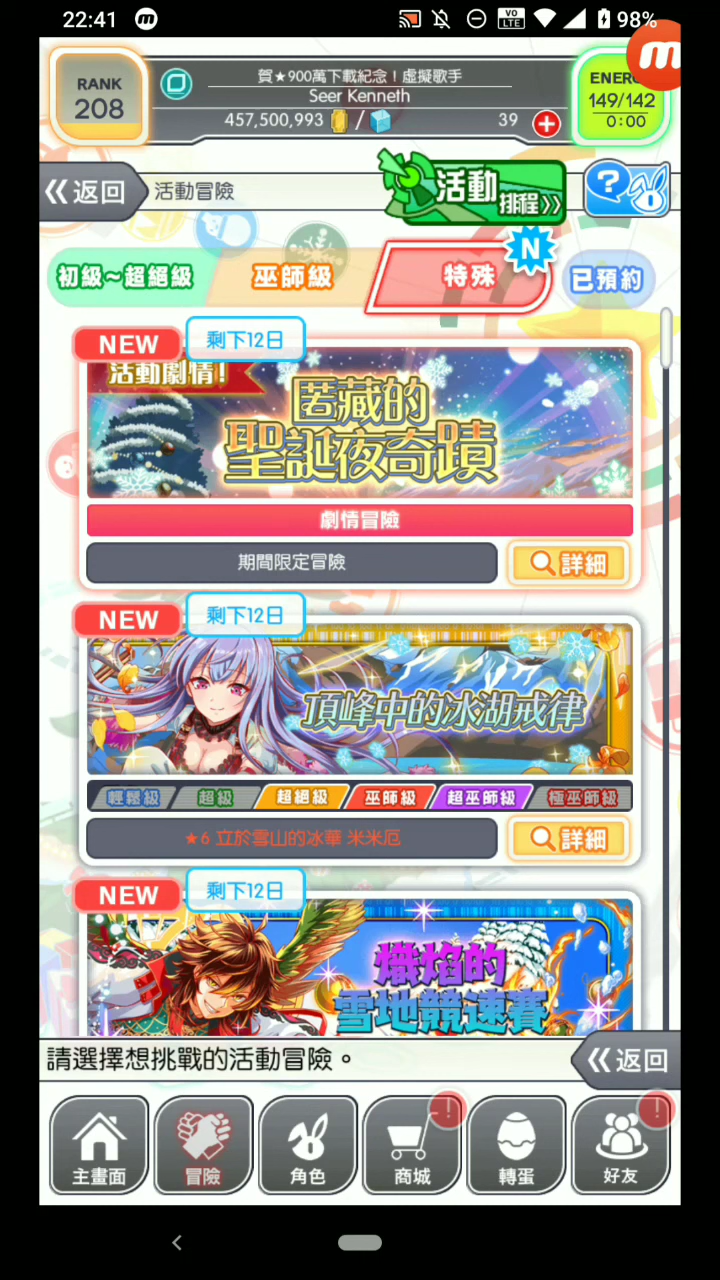 22:41
VO LTE
98%
RANK
208
賀★900萬下載紀念！虛擬歌手
Seer Kenneth
457,500,993 / 39
ENERG
149/142
0:00
返回
活動冒險
活動排程
?
初級~超絕級
巫師級
特殊
N
已預約
NEW
剩下12日
活動劇情!
匿藏的
聖誕夜奇蹟
劇情冒險
期間限定冒險
詳細
NEW
剩下12日
頂峰中的冰湖戒律
輕鬆級
超級
超絕級
巫師級
超巫師級
極巫師級
★6 立於雪山的冰華 米米厄
詳細
NEW
剩下12日
熾焰的
雪地競速賽
請選擇想挑戰的活動冒險。
返回
主畫面
冒險
角色
商城
轉蛋
好友